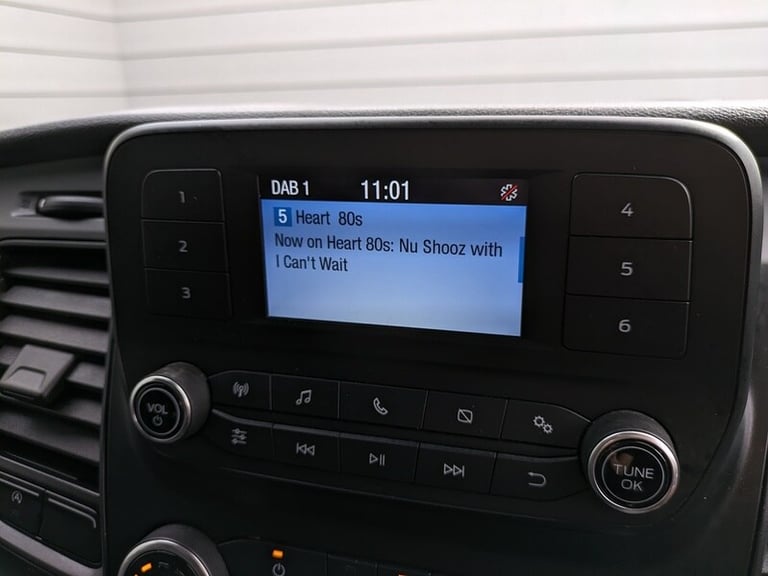 DAB 1 11:01
5 Heart 80s
Now on Heart 80s: Nu Shooz with
I Can't Wait
1
2
3
4
5
6
VOL
TUNE
OK
A